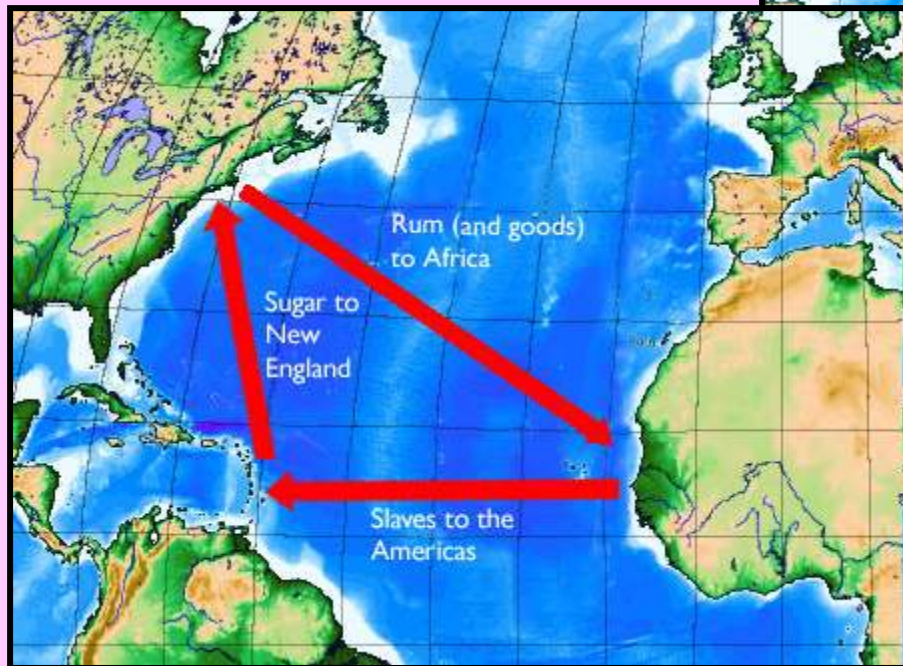 Rum (and goods)
to Africa
Sugar to
New
England
Slaves to the
Americas